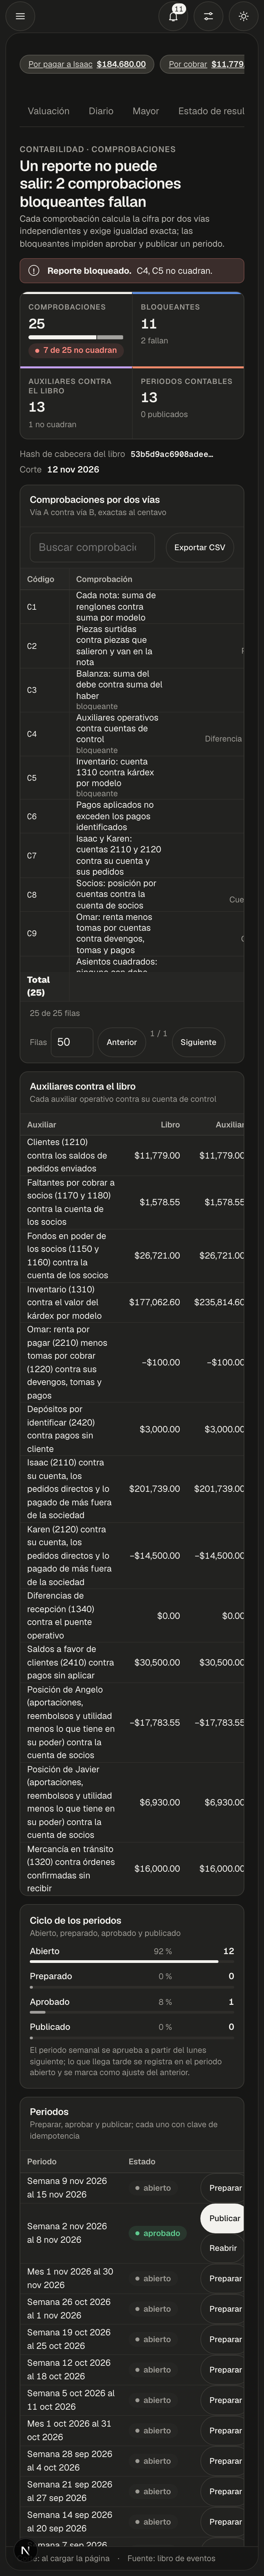 11
Por pagar a Isaac $184,680.00
Por cobrar $11,779.
Valuación Diario Mayor Estado de resul
CONTABILIDAD · COMPROBACIONES
Un reporte no puede
salir: 2 comprobaciones
bloqueantes fallan
Cada comprobación calcula la cifra por dos vías
independientes y exige igualdad exacta; las
bloqueantes impiden aprobar y publicar un periodo.
Reporte bloqueado. C4, C5 no cuadran.
COMPROBACIONES
25
7 de 25 no cuadran
BLOQUEANTES
11
2 fallan
AUXILIARES CONTRA
EL LIBRO
13
1 no cuadran
PERIODOS CONTABLES
13
0 publicados
Hash de cabecera del libro 53b5d9ac6908adee…
Corte 12 nov 2026
Comprobaciones por dos vías
Vía A contra vía B, exactas al centavo
Buscar comprobaci
Exportar CSV
Código Comprobación
C1 Cada nota: suma de
renglones contra
suma por modelo
C2 Piezas surtidas
contra piezas que
salieron y van en la
nota
C3 Balanza: suma del
debe contra suma del
haber
bloqueante
C4 Auxiliares operativos
contra cuentas de
control
bloqueante
Diferencia
C5 Inventario: cuenta
1310 contra kárdex
por modelo
bloqueante
C6 Pagos aplicados no
exceden los pagos
identificados
C7 Isaac y Karen:
cuentas 2110 y 2120
contra su cuenta y
sus pedidos
C8 Socios: posición por
cuentas contra la
cuenta de socios
Cue
C9 Omar: renta menos
tomas por cuentas
contra devengos,
tomas y pagos
Asientos cuadrados:
Total
(25)
25 de 25 filas
Filas 50 Anterior 1 / 1 Siguiente
Auxiliares contra el libro
Cada auxiliar operativo contra su cuenta de control
Auxiliar Libro Auxiliar
Clientes (1210)
contra los saldos de
pedidos enviados
$11,779.00 $11,779.00
Faltantes por cobrar a
socios (1170 y 1180)
contra la cuenta de
los socios
$1,578.55 $1,578.55
Fondos en poder de
los socios (1150 y
1160) contra la
cuenta de los socios
$26,721.00 $26,721.00
Inventario (1310)
contra el valor del
kárdex por modelo
$177,062.60 $235,814.60
Omar: renta por
pagar (2210) menos
tomas por cobrar
(1220) contra sus
devengos, tomas y
pagos
−$100.00 −$100.00
Depósitos por
identificar (2420)
contra pagos sin
cliente
$3,000.00 $3,000.00
Isaac (2110) contra
su cuenta, los
pedidos directos y lo
pagado de más fuera
de la sociedad
$201,739.00 $201,739.00
Karen (2120) contra
su cuenta, los
pedidos directos y lo
pagado de más fuera
de la sociedad
−$14,500.00 −$14,500.00
Diferencias de
recepción (1340)
contra el puente
operativo
$0.00 $0.00
Saldos a favor de
clientes (2410) contra
pagos sin aplicar
$30,500.00 $30,500.00
Posición de Angelo
(aportaciones,
reembolsos y utilidad
menos lo que tiene en
su poder) contra la
cuenta de socios
−$17,783.55 −$17,783.55
Posición de Javier
(aportaciones,
reembolsos y utilidad
menos lo que tiene en
su poder) contra la
cuenta de socios
$6,930.00 $6,930.00
Mercancía en tránsito
(1320) contra órdenes
confirmadas sin
recibir
$16,000.00 $16,000.00
Ciclo de los periodos
Abierto, preparado, aprobado y publicado
Abierto 92 % 12
Preparado 0 % 0
Aprobado 8 % 1
Publicado 0 % 0
El periodo semanal se aprueba a partir del lunes
siguiente; lo que llega tarde se registra en el periodo
abierto y se marca como ajuste del anterior.
Periodos
Preparar, aprobar y publicar; cada uno con clave de
idempotencia
Periodo Estado
Semana 9 nov 2026
al 15 nov 2026
abierto Preparar
Semana 2 nov 2026
al 8 nov 2026
aprobado Publicar
Reabrir
Mes 1 nov 2026 al 30
nov 2026
abierto Preparar
Semana 26 oct 2026
al 1 nov 2026
abierto Preparar
Semana 19 oct 2026
al 25 oct 2026
abierto Preparar
Semana 12 oct 2026
al 18 oct 2026
abierto Preparar
Semana 5 oct 2026 al
11 oct 2026
abierto Preparar
Mes 1 oct 2026 al 31
oct 2026
abierto Preparar
Semana 28 sep 2026
al 4 oct 2026
abierto Preparar
Semana 21 sep 2026
al 27 sep 2026
abierto Preparar
Semana 14 sep 2026
al 20 sep 2026
abierto Preparar
Semana 7 sep 2026
N
: al cargar la página · Fuente: libro de eventos